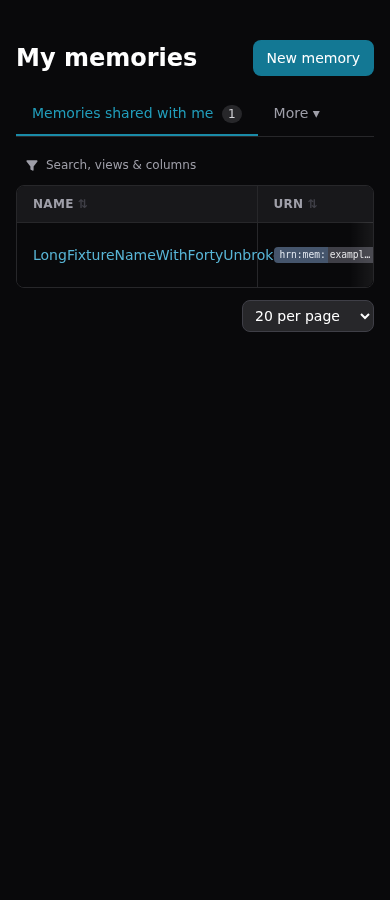 My memories
New memory
Memories shared with me 1
More ▾
Search, views & columns
NAME ⇅
URN ⇅
LongFixtureNameWithFortyUnbrok
hrn:mem: exampl…
20 per page